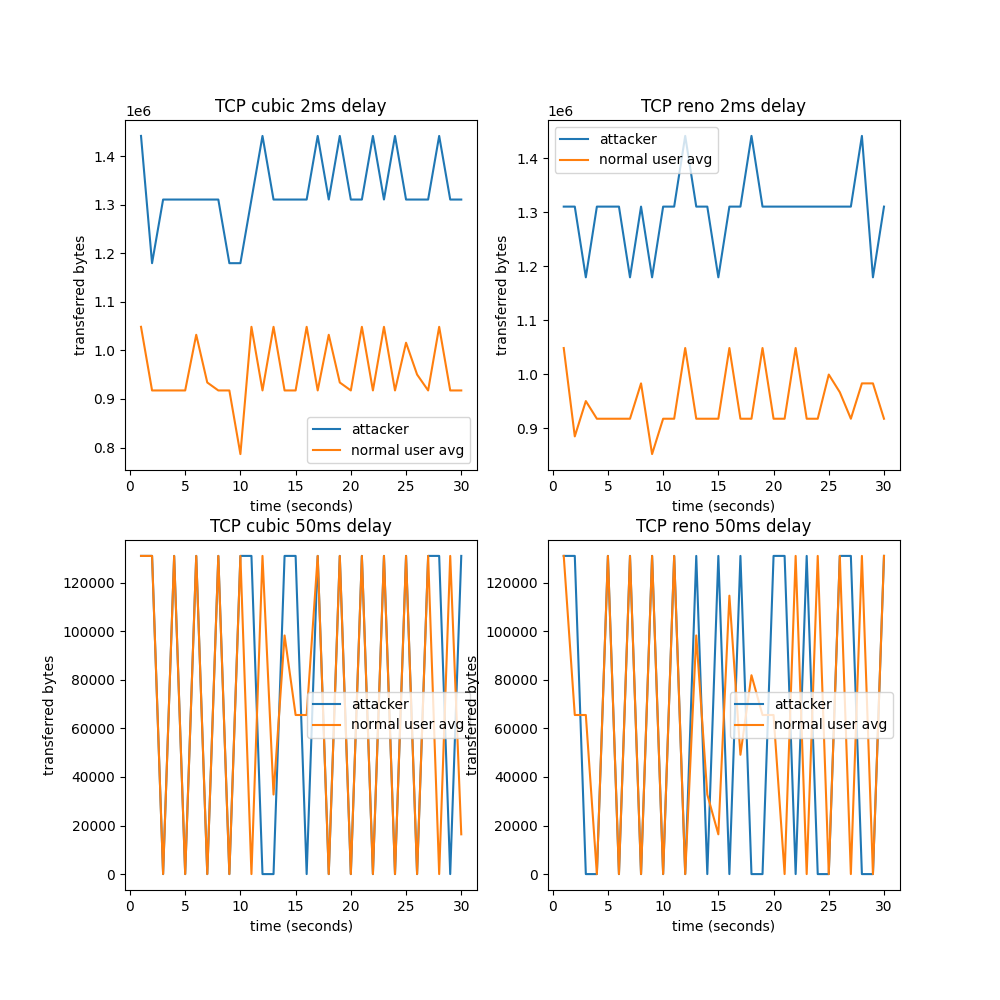 TCP cubic 2ms delay
1e6
transferred bytes
1.4
1.3
1.2
1.1
1.0
0.9
0.8
attacker
normal user avg
0 5 10 15 20 25 30
time (seconds)
TCP reno 2ms delay
1e6
transferred bytes
1.4
1.3
1.2
1.1
1.0
0.9
attacker
normal user avg
0 5 10 15 20 25 30
time (seconds)
TCP cubic 50ms delay
transferred bytes
120000
100000
80000
60000
40000
20000
0
attacker
normal user avg
0 5 10 15 20 25 30
time (seconds)
TCP reno 50ms delay
transferred bytes
120000
100000
80000
60000
40000
20000
0
attacker
normal user avg
0 5 10 15 20 25 30
time (seconds)